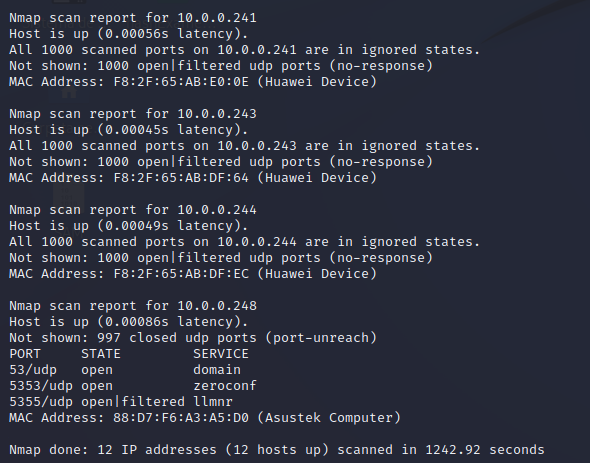 Nmap scan report for 10.0.0.241
Host is up (0.00056s latency).
All 1000 scanned ports on 10.0.0.241 are in ignored states.
Not shown: 1000 open|filtered udp ports (no-response)
MAC Address: F8:2F:65:AB:E0:0E (Huawei Device)

Nmap scan report for 10.0.0.243
Host is up (0.00045s latency).
All 1000 scanned ports on 10.0.0.243 are in ignored states.
Not shown: 1000 open|filtered udp ports (no-response)
MAC Address: F8:2F:65:AB:DF:64 (Huawei Device)

Nmap scan report for 10.0.0.244
Host is up (0.00049s latency).
All 1000 scanned ports on 10.0.0.244 are in ignored states.
Not shown: 1000 open|filtered udp ports (no-response)
MAC Address: F8:2F:65:AB:DF:EC (Huawei Device)

Nmap scan report for 10.0.0.248
Host is up (0.00086s latency).
Not shown: 997 closed udp ports (port-unreach)
PORT     STATE         SERVICE
53/udp   open          domain
5353/udp open          zeroconf
5355/udp open|filtered llmnr
MAC Address: 88:D7:F6:A3:A5:D0 (Asustek Computer)

Nmap done: 12 IP addresses (12 hosts up) scanned in 1242.92 seconds